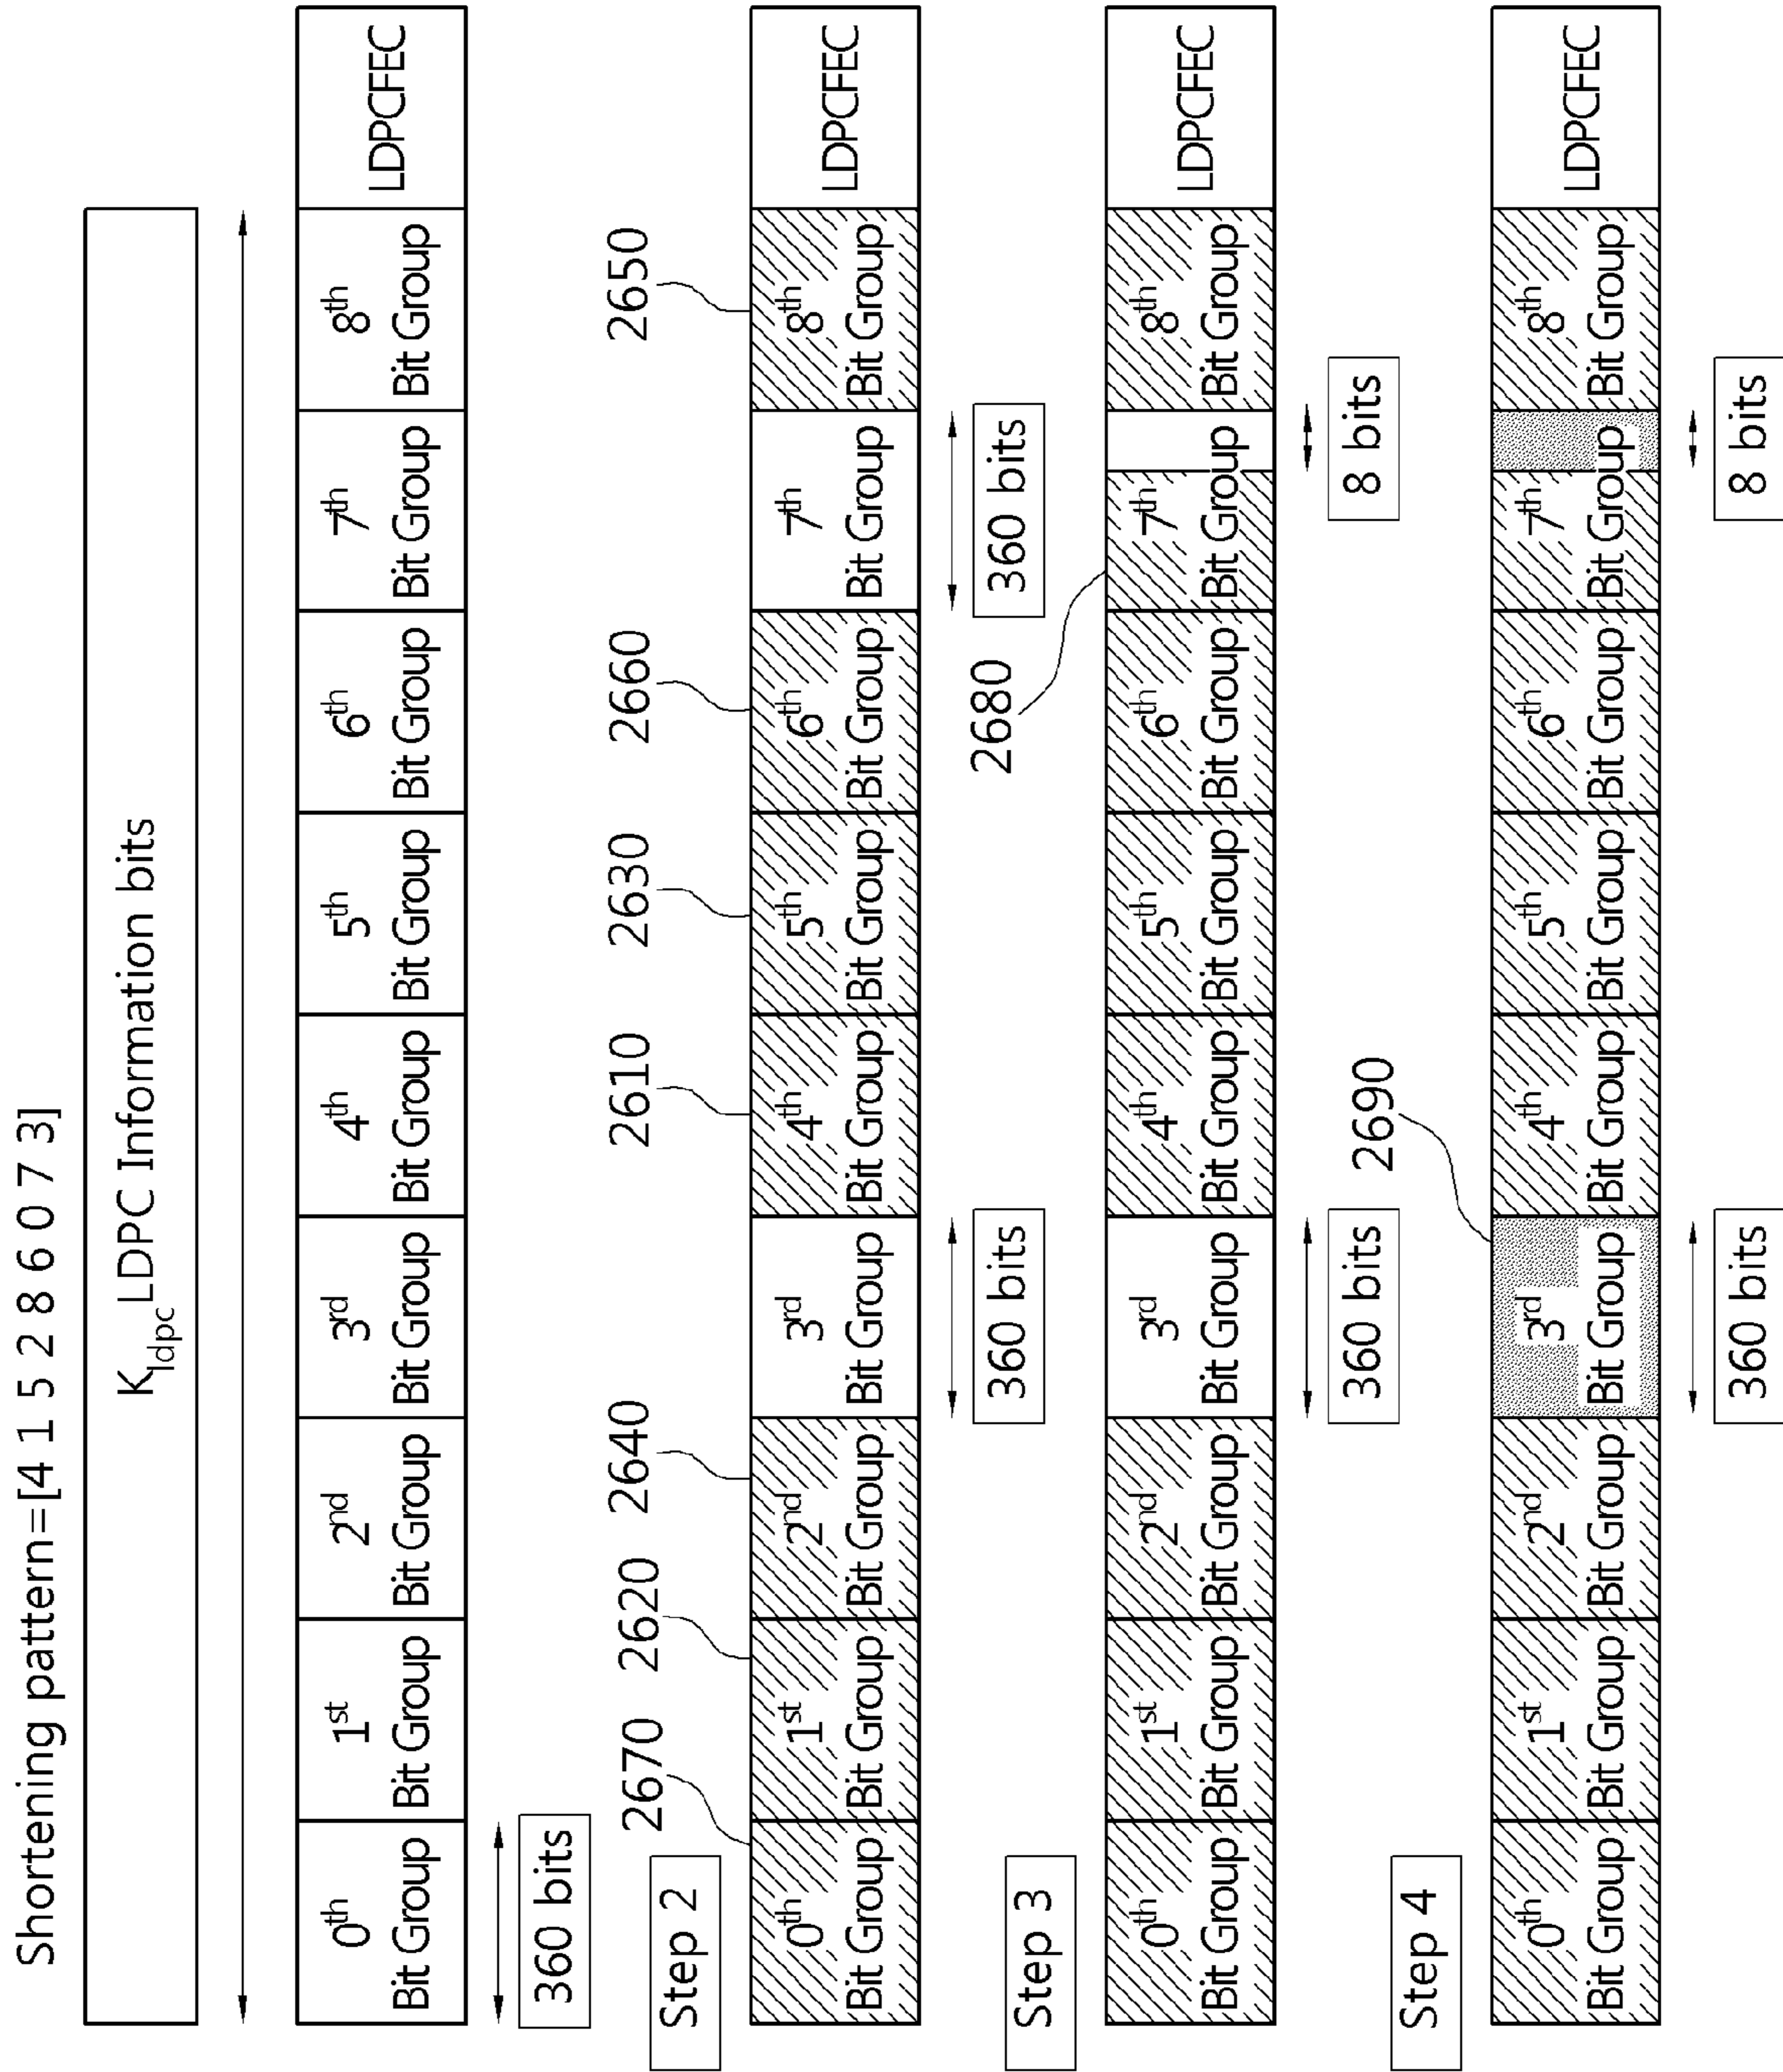 Shortening pattern=[4 1 5 2 8 6 0 7 3]
Kldpc LDPC Information bits
0th Bit Group
1st Bit Group
2nd Bit Group
3rd Bit Group
4th Bit Group
5th Bit Group
6th Bit Group
7th Bit Group
8th Bit Group
LDPCFEC
360 bits
Step 2
2670
2620
2640
2610
2630
2660
2650
0th Bit Group
1st Bit Group
2nd Bit Group
3rd Bit Group
4th Bit Group
5th Bit Group
6th Bit Group
7th Bit Group
8th Bit Group
LDPCFEC
360 bits
360 bits
Step 3
2680
0th Bit Group
1st Bit Group
2nd Bit Group
3rd Bit Group
4th Bit Group
5th Bit Group
6th Bit Group
7th Bit Group
8th Bit Group
LDPCFEC
360 bits
8 bits
Step 4
2690
0th Bit Group
1st Bit Group
2nd Bit Group
3rd Bit Group
4th Bit Group
5th Bit Group
6th Bit Group
7th Bit Group
8th Bit Group
LDPCFEC
360 bits
8 bits